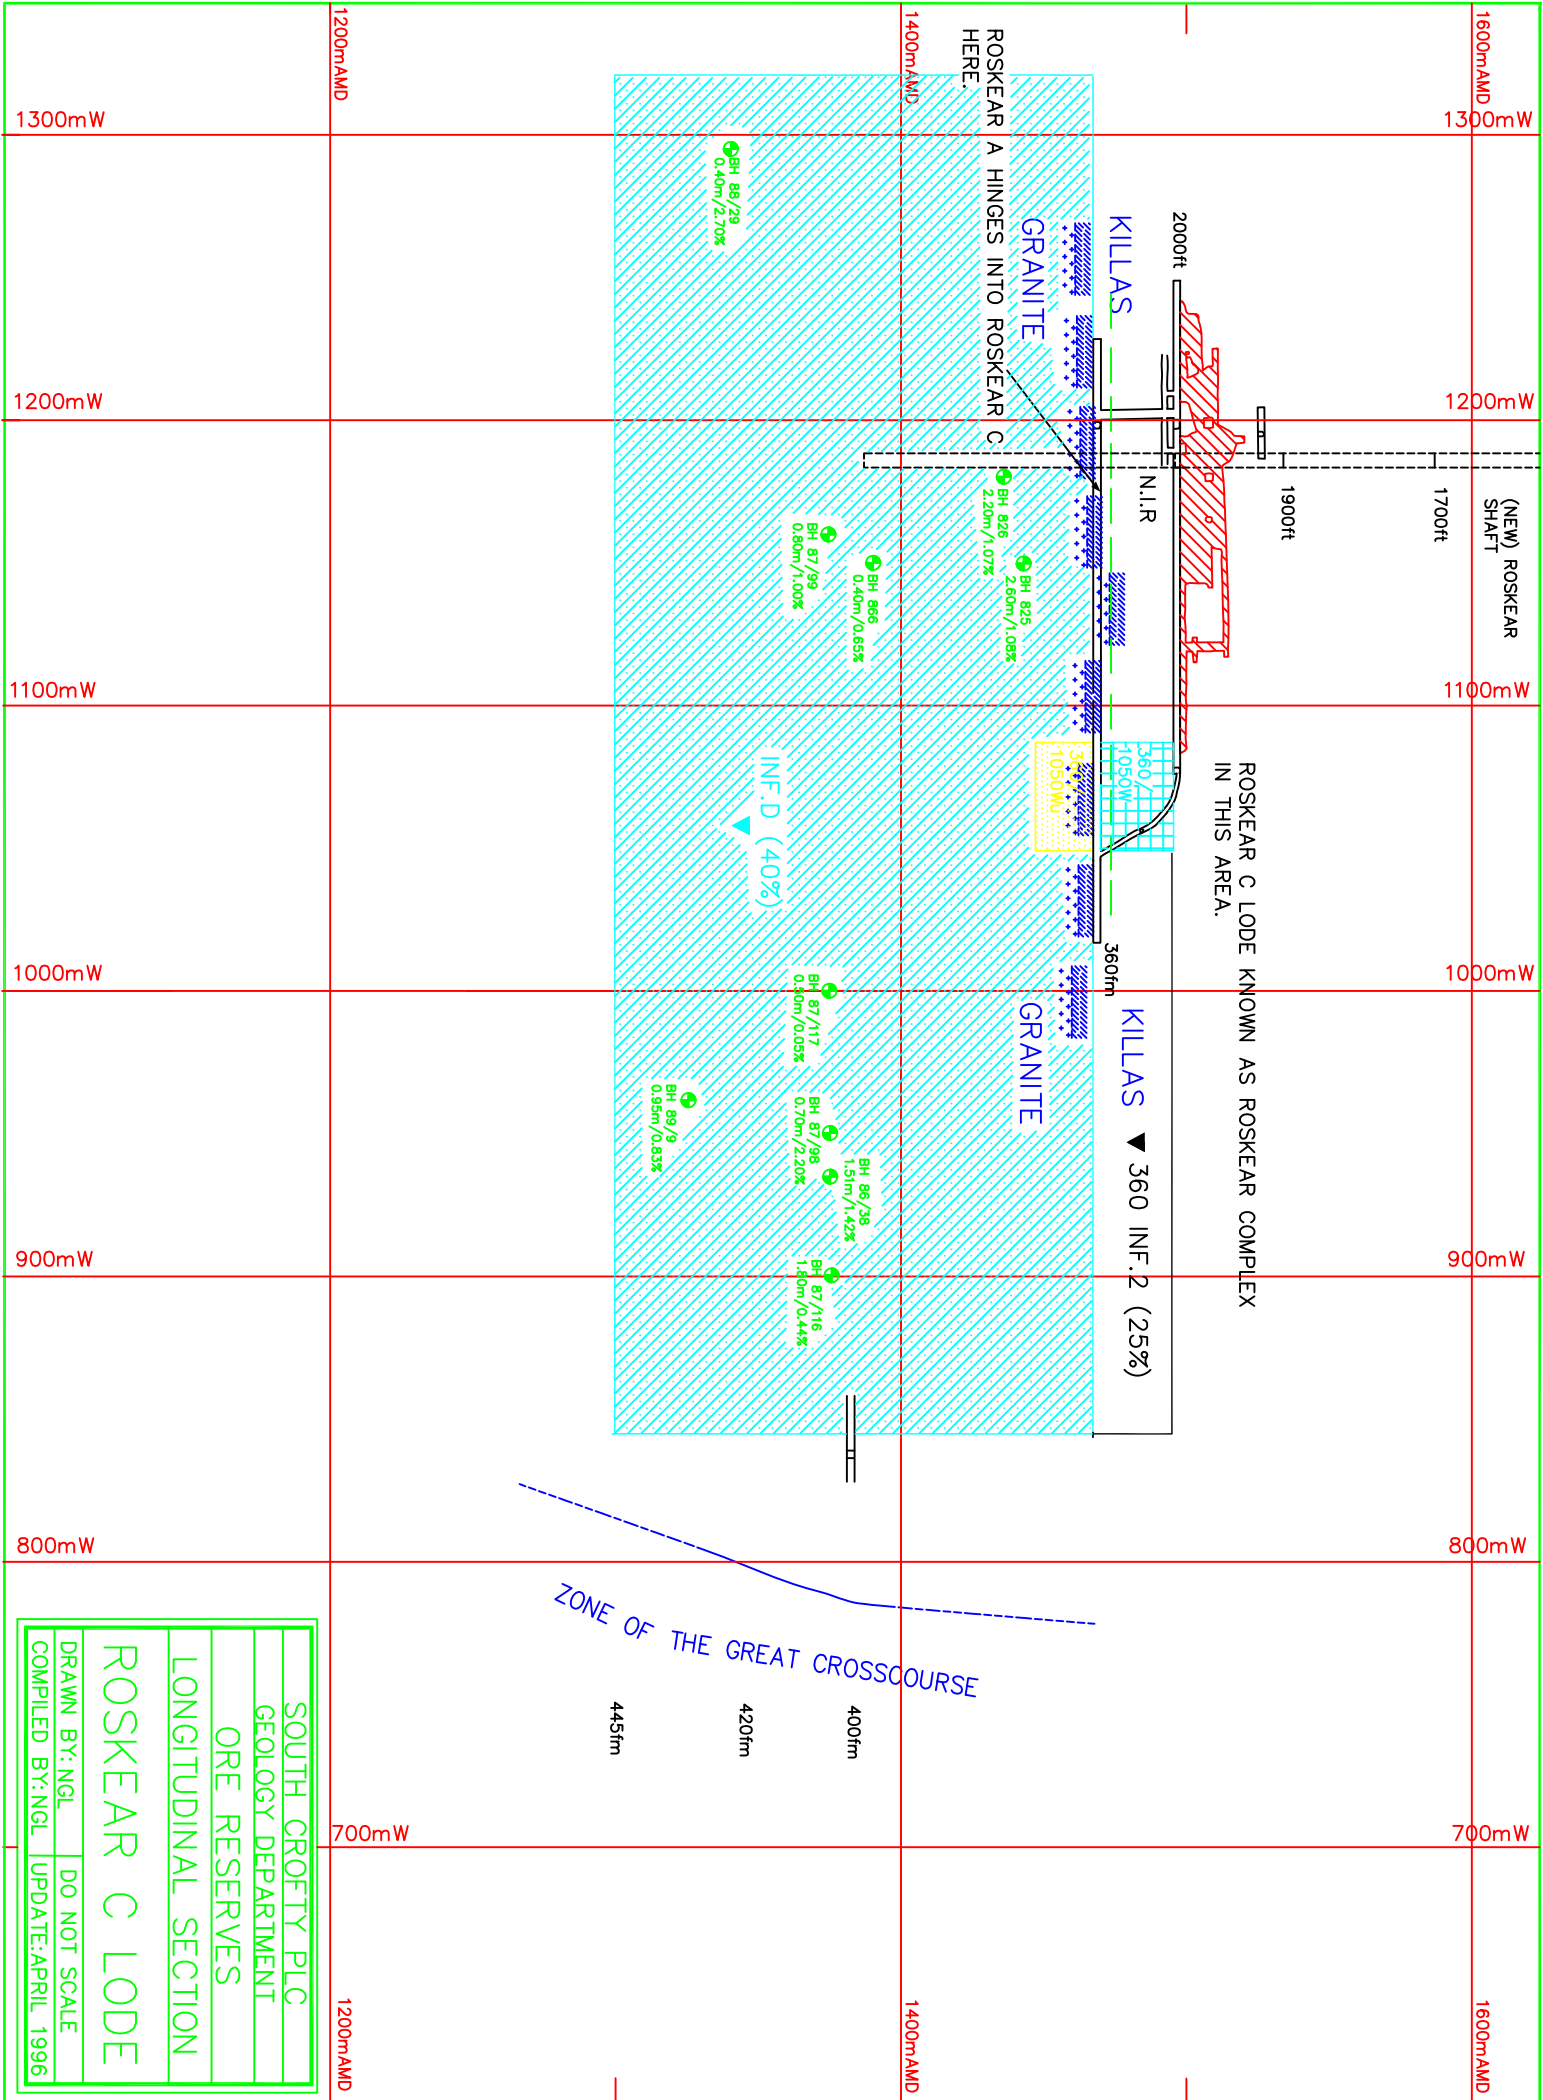 1600mAMD
1400mAMD
1200mAMD
1300mW
1300mW
1200mW
1200mW
1100mW
1100mW
1000mW
1000mW
900mW
900mW
800mW
800mW
700mW
700mW
1600mAMD
1400mAMD
1200mAMD
(NEW) ROSKEAR
SHAFT
1700ft
1900ft
2000ft
N.I.R
ROSKEAR C LODE KNOWN AS ROSKEAR COMPLEX
IN THIS AREA.
KILLAS
GRANITE
ROSKEAR A HINGES INTO ROSKEAR C
HERE.
360/
1050W
1050W
360fm
KILLAS
GRANITE
360 INF.2 (25%)
INF.D (40%)
BH 88/29
0.40m/2.70%
BH 826
2.20m/1.07%
BH 825
2.60m/1.08%
BH 866
0.40m/0.65%
BH 87/99
0.80m/1.00%
BH 87/117
0.50m/0.05%
BH 89/9
0.95m/0.83%
BH 87/98
0.70m/2.20%
BH 86/38
1.51m/1.42%
BH 87/116
1.80m/0.44%
ZONE OF THE GREAT CROSSCOURSE
400fm
420fm
445fm
SOUTH CROFTY PLC
GEOLOGY DEPARTMENT
ORE RESERVES
LONGITUDINAL SECTION
ROSKEAR C LODE
DRAWN BY: NGL DO NOT SCALE
COMPILED BY:NGL UPDATE:APRIL 1996